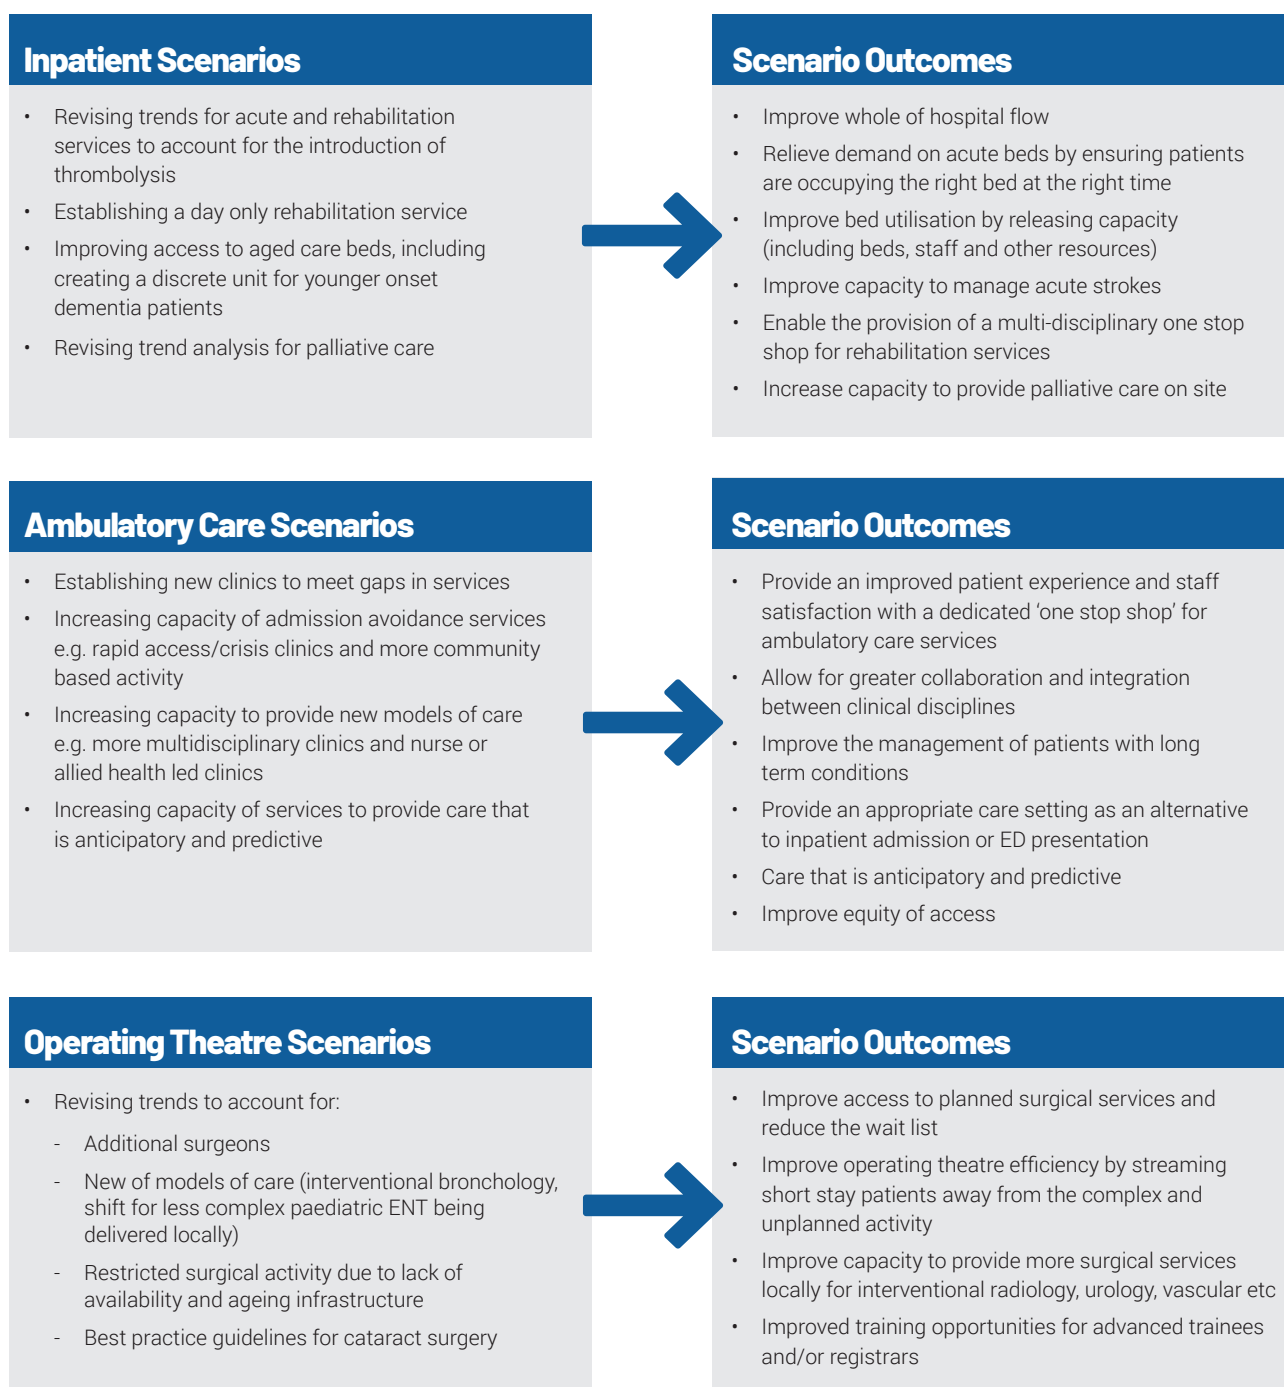 Inpatient Scenarios
• Revising trends for acute and rehabilitation
services to account for the introduction of
thrombolysis
• Establishing a day only rehabilitation service
• Improving access to aged care beds, including
creating a discrete unit for younger onset
dementia patients
• Revising trend analysis for palliative care
Scenario Outcomes
• Improve whole of hospital flow
• Relieve demand on acute beds by ensuring patients
are occupying the right bed at the right time
• Improve bed utilisation by releasing capacity
(including beds, staff and other resources)
• Improve capacity to manage acute strokes
• Enable the provision of a multi-disciplinary one stop
shop for rehabilitation services
• Increase capacity to provide palliative care on site
Ambulatory Care Scenarios
• Establishing new clinics to meet gaps in services
• Increasing capacity of admission avoidance services
e.g. rapid access/crisis clinics and more community
based activity
• Increasing capacity to provide new models of care
e.g. more multidisciplinary clinics and nurse or
allied health led clinics
• Increasing capacity of services to provide care that
is anticipatory and predictive
Scenario Outcomes
• Provide an improved patient experience and staff
satisfaction with a dedicated ‘one stop shop’ for
ambulatory care services
• Allow for greater collaboration and integration
between clinical disciplines
• Improve the management of patients with long
term conditions
• Provide an appropriate care setting as an alternative
to inpatient admission or ED presentation
• Care that is anticipatory and predictive
• Improve equity of access
Operating Theatre Scenarios
• Revising trends to account for:
- Additional surgeons
- New of models of care (interventional bronchology,
shift for less complex paediatric ENT being
delivered locally)
- Restricted surgical activity due to lack of
availability and ageing infrastructure
- Best practice guidelines for cataract surgery
Scenario Outcomes
• Improve access to planned surgical services and
reduce the wait list
• Improve operating theatre efficiency by streaming
short stay patients away from the complex and
unplanned activity
• Improve capacity to provide more surgical services
locally for interventional radiology, urology, vascular etc
• Improved training opportunities for advanced trainees
and/or registrars